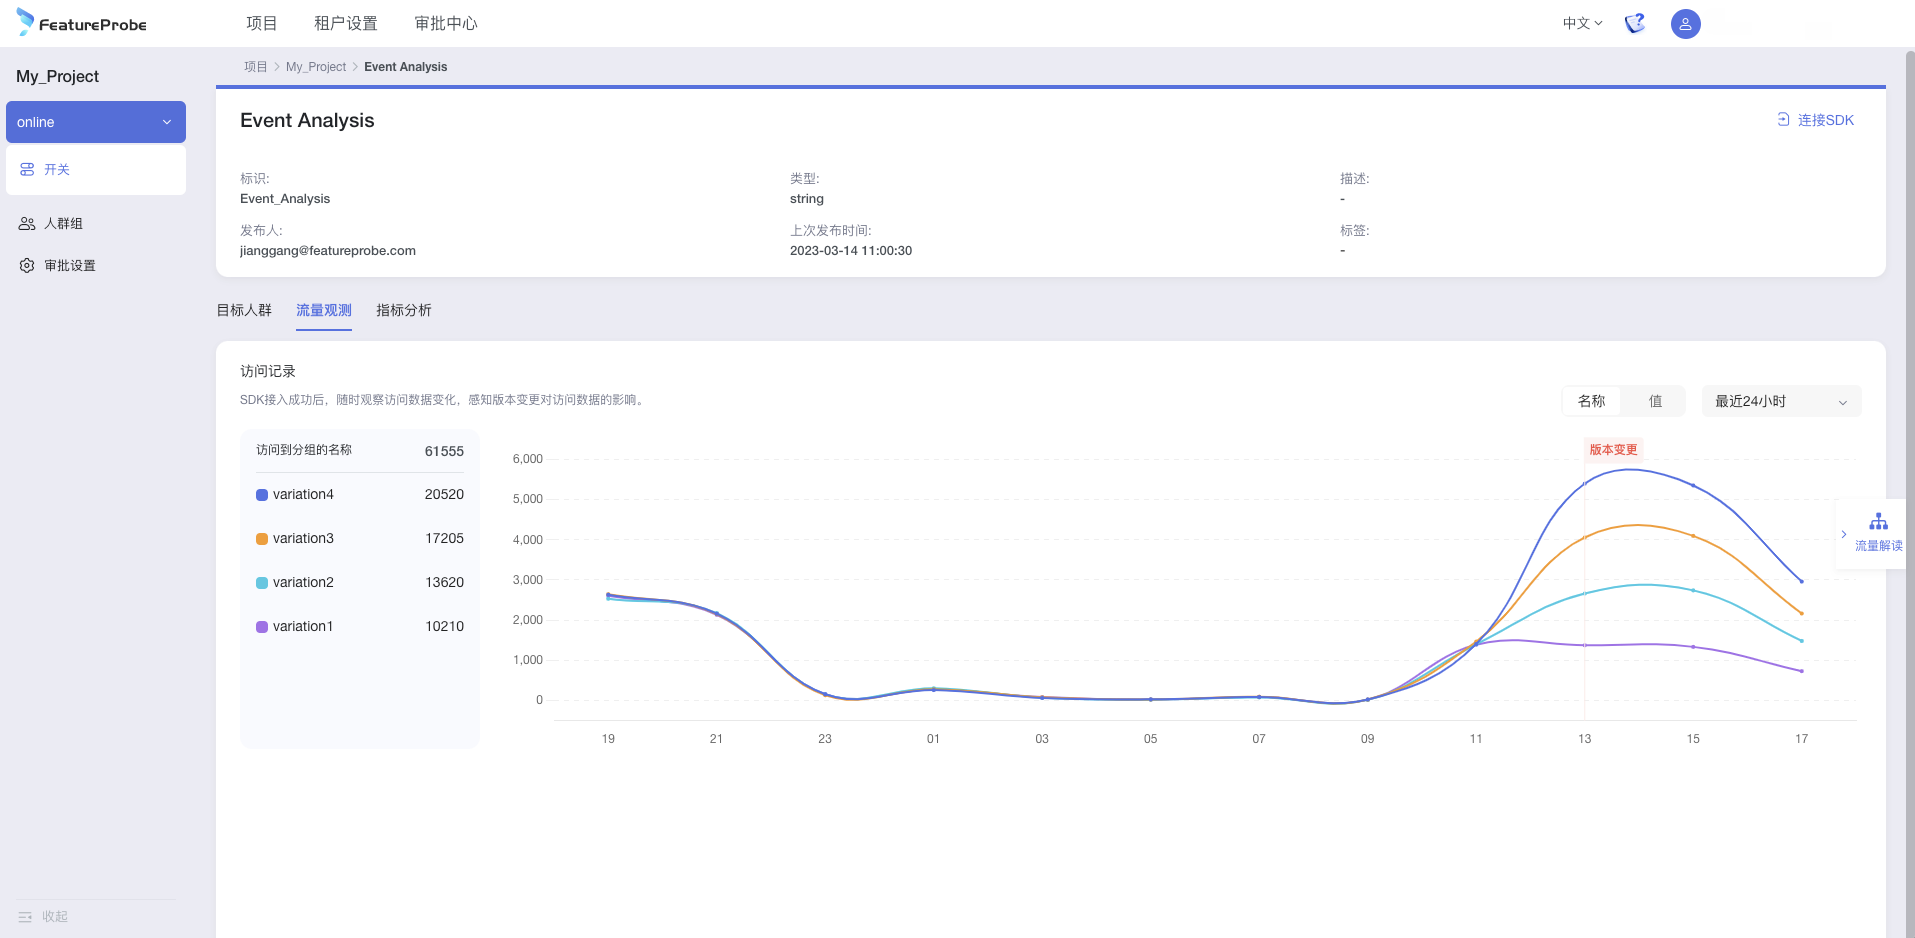 FeatureProbe
项目 租户设置 审批中心 中文
My_Project
online
开关
人群组
审批设置
收起
项目 > My_Project > Event Analysis
Event Analysis
连接SDK
标识: 类型: 描述:
Event_Analysis string -
发布人: 上次发布时间: 标签:
jianggang@featureprobe.com 2023-03-14 11:00:30 -
目标人群 流量观测 指标分析
访问记录
SDK接入成功后，随时观察访问数据变化，感知版本变更对访问数据的影响。
名称 值 最近24小时
访问到分组的名称 61555
variation4 20520
variation3 17205
variation2 13620
variation1 10210
版本变更
6,000
5,000
4,000
3,000
2,000
1,000
0
19 21 23 01 03 05 07 09 11 13 15 17
流量解读